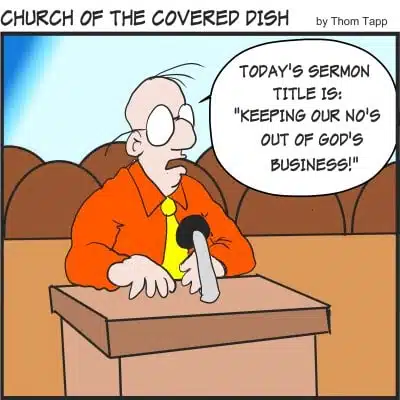 CHURCH OF THE COVERED DISH by Thom Tapp
TODAY'S SERMON
TITLE IS:
"KEEPING OUR NO'S
OUT OF GOD'S
BUSINESS!"